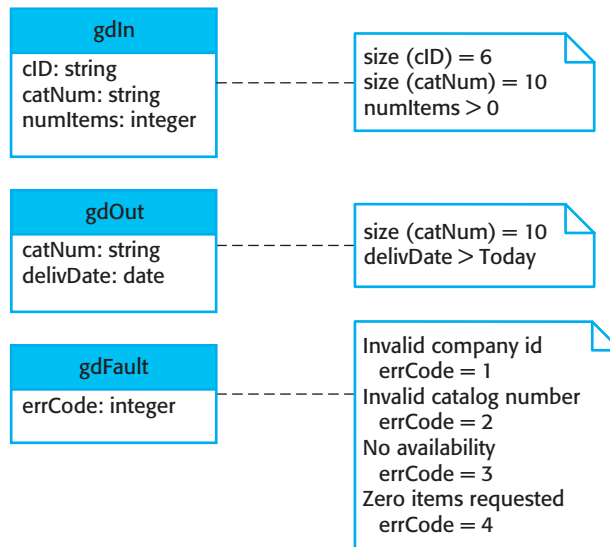 gdIn
cID: string
catNum: string
numItems: integer
size (cID) = 6
size (catNum) = 10
numItems > 0
gdOut
catNum: string
delivDate: date
size (catNum) = 10
delivDate > Today
gdFault
errCode: integer
Invalid company id
errCode = 1
Invalid catalog number
errCode = 2
No availability
errCode = 3
Zero items requested
errCode = 4